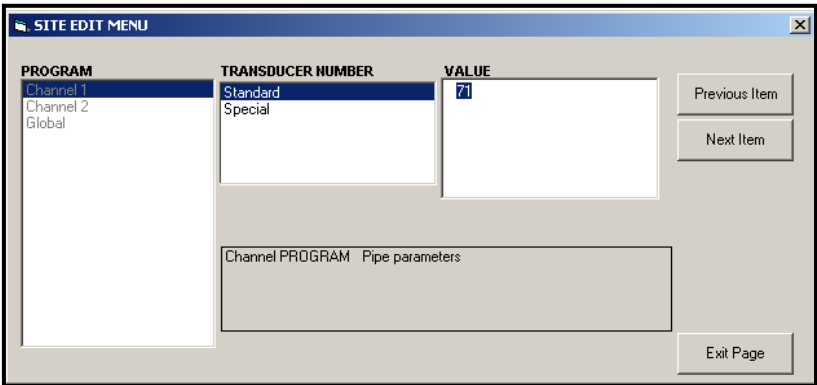 SITE EDIT MENU
PROGRAM
Channel 1
Channel 2
Global
TRANSDUCER NUMBER
Standard
Special
VALUE
71
Previous Item
Next Item
Channel PROGRAM Pipe parameters
Exit Page